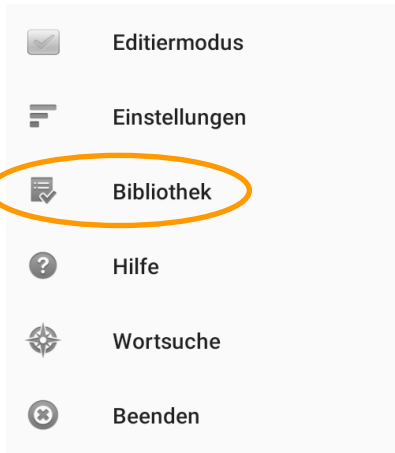 Editiermodus
Einstellungen
Bibliothek
Hilfe
Wortsuche
Beenden